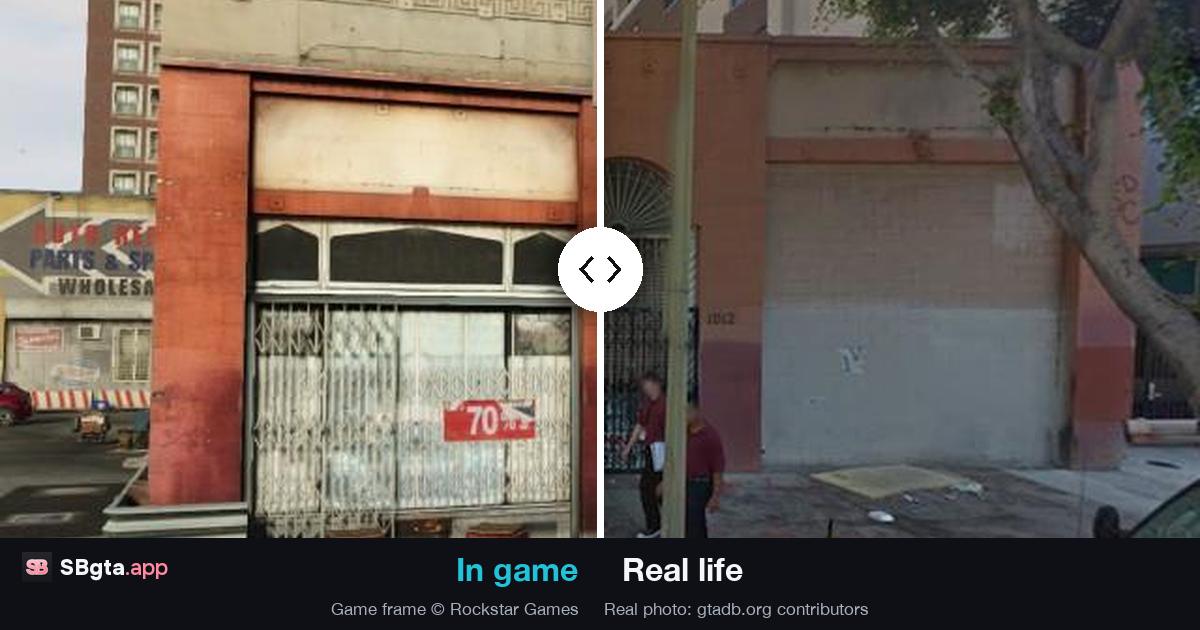 PARTS & SP
WHOLESA
70%
1012
SB SBgta.app
In game
Real life
Game frame © Rockstar Games
Real photo: gtadb.org contributors